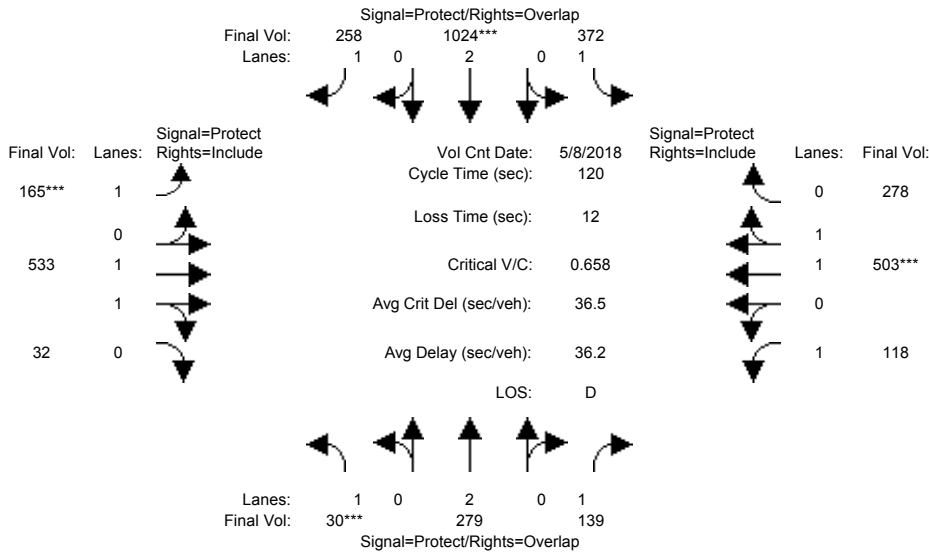 Signal=Protect/Rights=Overlap
Final Vol: 258 1024*** 372
Lanes: 1 0 2 0 1
Signal=Protect
Final Vol: Lanes: Rights=Include
Vol Cnt Date: 5/8/2018
Signal=Protect
Rights=Include Lanes: Final Vol:
Cycle Time (sec): 120
165*** 1
0 278
Loss Time (sec): 12
0
1
533 1
Critical V/C: 0.658
1 503***
1
Avg Crit Del (sec/veh): 36.5
0
32 0
Avg Delay (sec/veh): 36.2
1 118
LOS: D
Lanes: 1 0 2 0 1
Final Vol: 30*** 279 139
Signal=Protect/Rights=Overlap